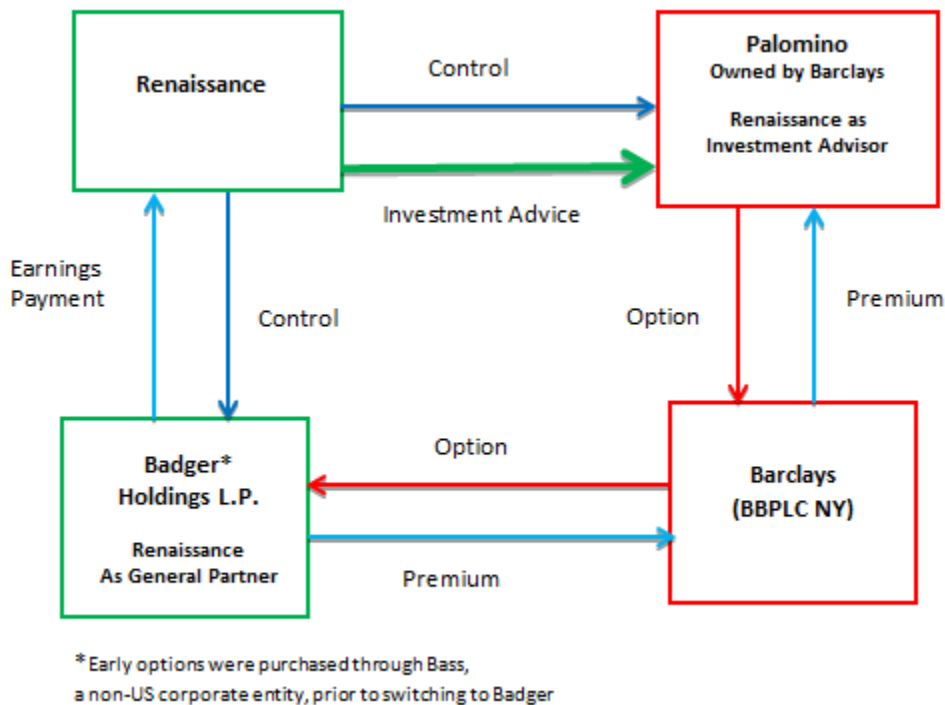 Renaissance
Control
Investment Advice
Palomino
Owned by Barclays
Renaissance as
Investment Advisor
Earnings
Payment
Control
Option
Premium
Badger*
Holdings L.P.
Renaissance
As General Partner
Option
Premium
Barclays
(BBPLC NY)
*Early options were purchased through Bass,
a non-US corporate entity, prior to switching to Badger